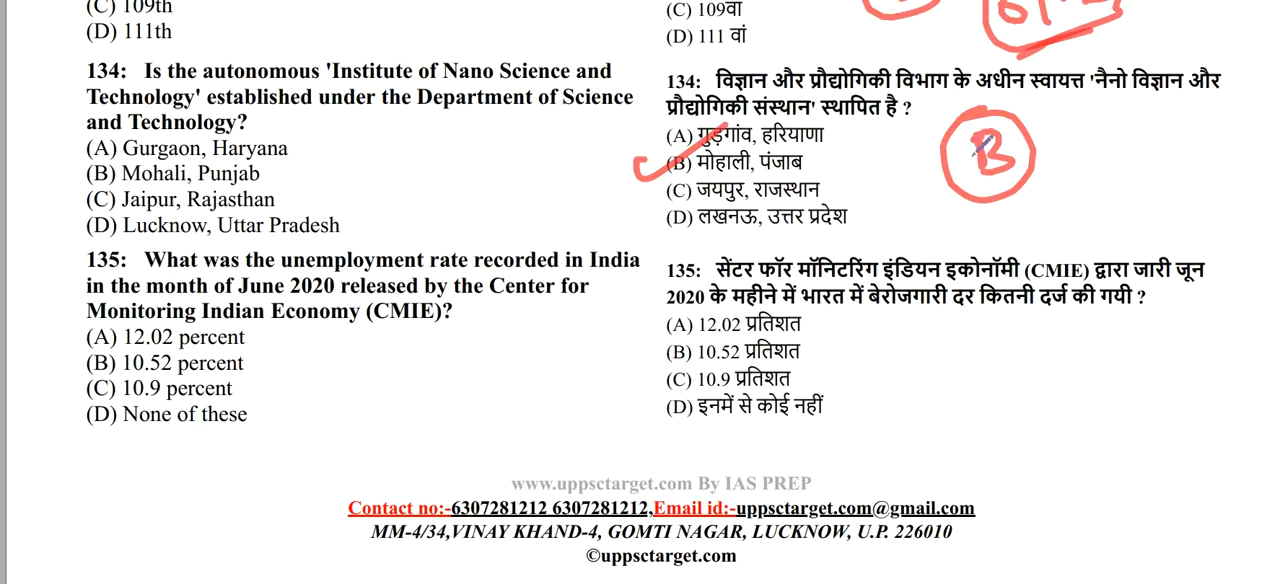 (C) 109th
(D) 111th
134: Is the autonomous 'Institute of Nano Science and
Technology' established under the Department of Science
and Technology?
(A) Gurgaon, Haryana
(B) Mohali, Punjab
(C) Jaipur, Rajasthan
(D) Lucknow, Uttar Pradesh
135: What was the unemployment rate recorded in India
in the month of June 2020 released by the Center for
Monitoring Indian Economy (CMIE)?
(A) 12.02 percent
(B) 10.52 percent
(C) 10.9 percent
(D) None of these
(C) 109वां
(D) 111 वां
134: विज्ञान और प्रौद्योगिकी विभाग के अधीन स्वायत्त 'नैनो विज्ञान और
प्रौद्योगिकी संस्थान' स्थापित है ?
(A) गुड़गांव, हरियाणा
(B) मोहाली, पंजाब
(C) जयपुर, राजस्थान
(D) लखनऊ, उत्तर प्रदेश
B
135: सेंटर फॉर मॉनिटरिंग इंडियन इकोनॉमी (CMIE) द्वारा जारी जून
2020 के महीने में भारत में बेरोजगारी दर कितनी दर्ज की गयी ?
(A) 12.02 प्रतिशत
(B) 10.52 प्रतिशत
(C) 10.9 प्रतिशत
(D) इनमें से कोई नहीं
www.uppsctarget.com By IAS PREP
Contact no:-6307281212 6307281212,Email id:-uppsctarget.com@gmail.com
MM-4/34,VINAY KHAND-4, GOMTI NAGAR, LUCKNOW, U.P. 226010
©uppsctarget.com